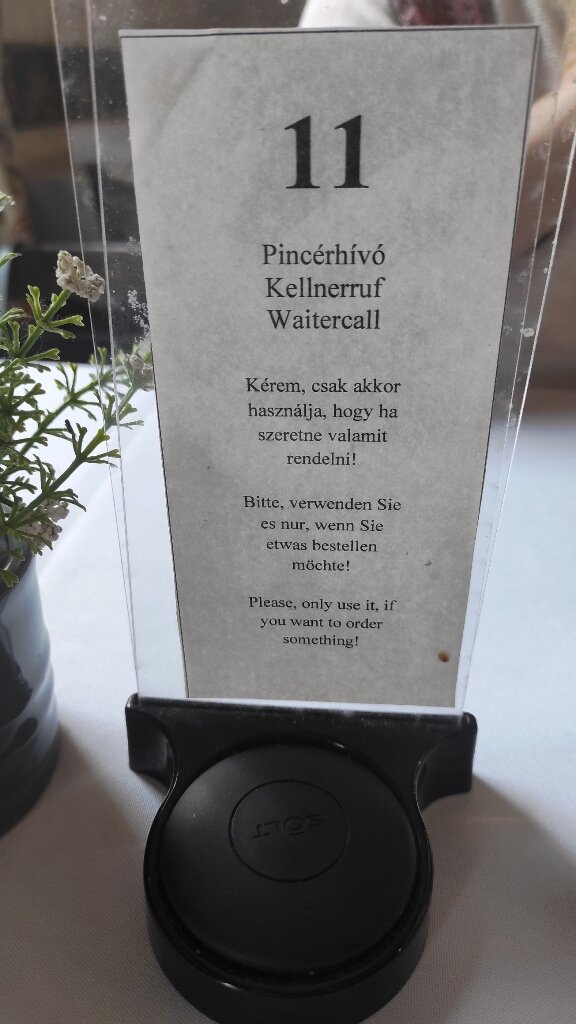 11
Pincérhívó
Kellnerruf
Waitercall
Kérem, csak akkor
használja, hogy ha
szeretne valamit
rendelni!
Bitte, verwenden Sie
es nur, wenn Sie
etwas bestellen
möchte!
Please, only use it, if
you want to order
something!